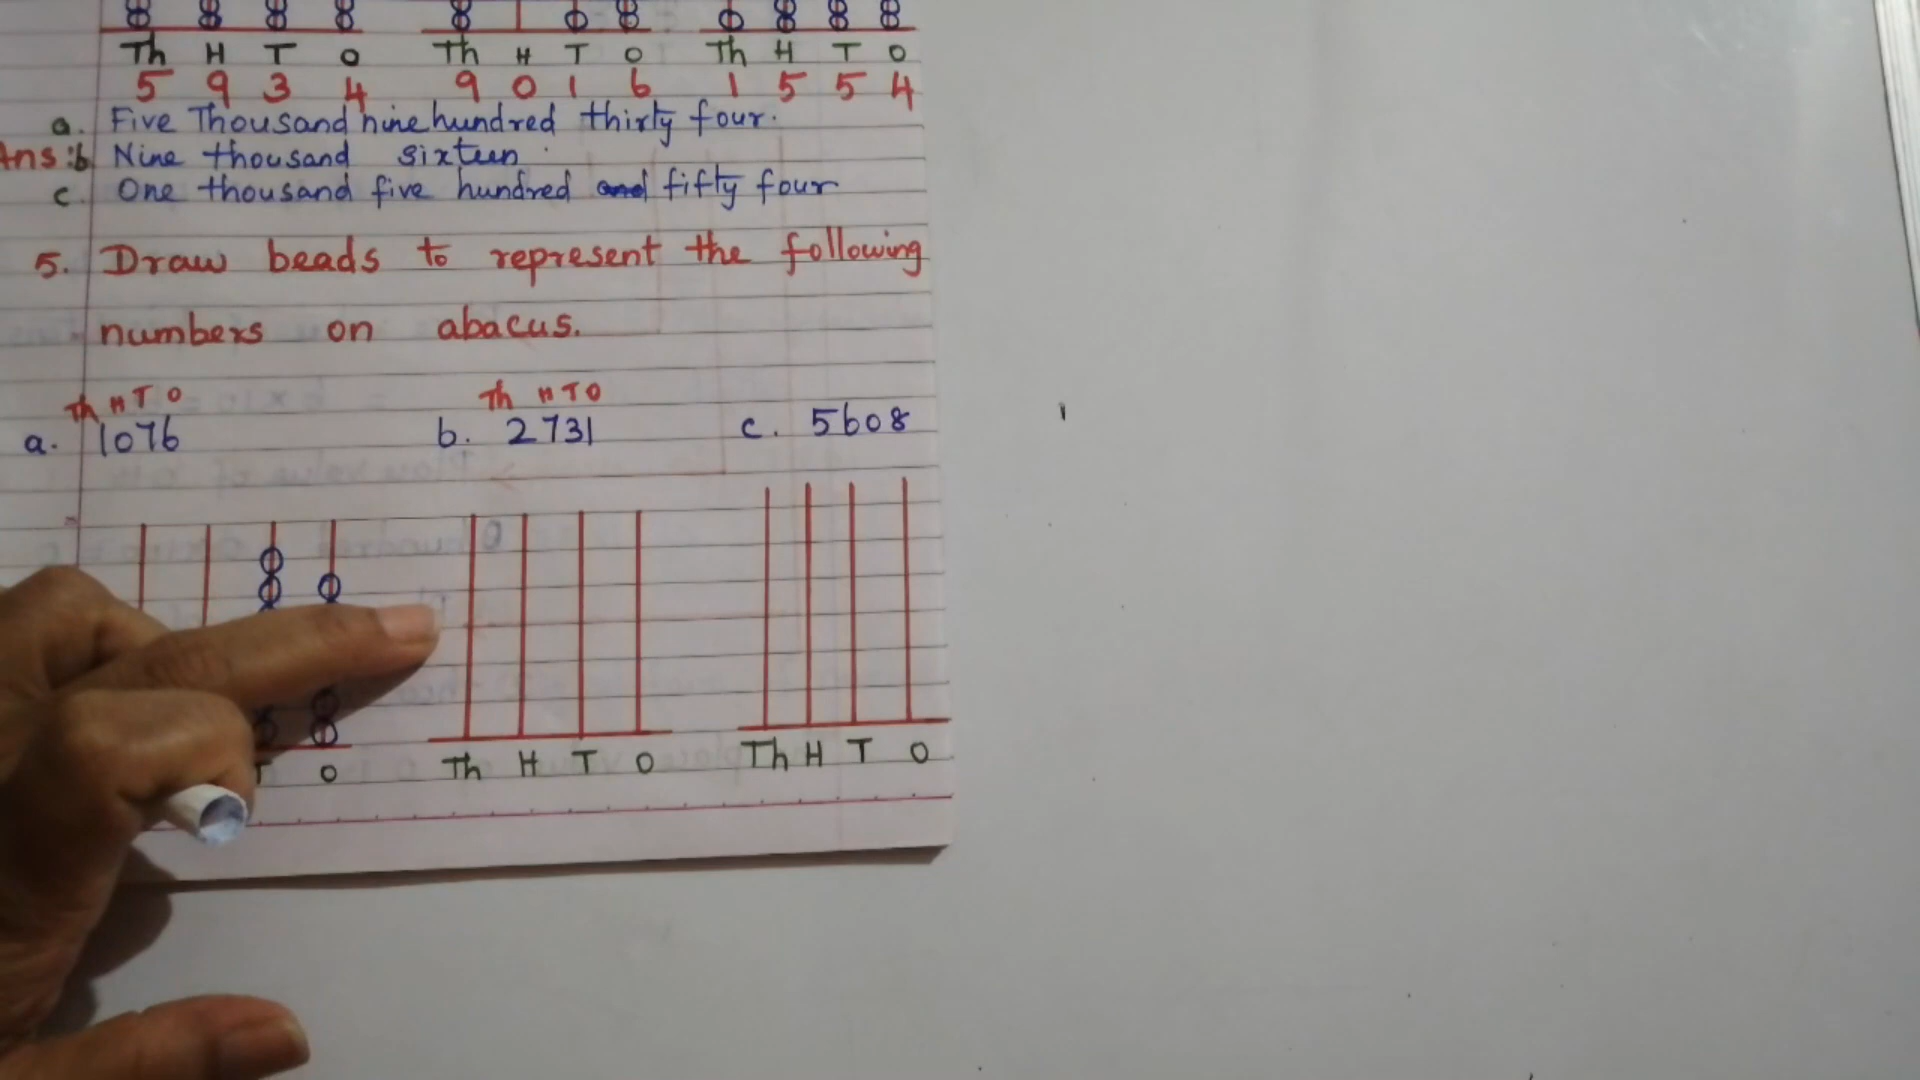 Th H T O Th H T O Th H T O
5 9 3 4 9 0 1 6 1 5 5 4
a. Five Thousand nine hundred thirty four.
Ans: b Nine thousand sixteen.
c. One thousand five hundred fifty four
5. Draw beads to represent the following
numbers on abacus.
Th H T O Th H T O
a. 1076 b. 2731 c. 5608
T O Th H T O Th H T O